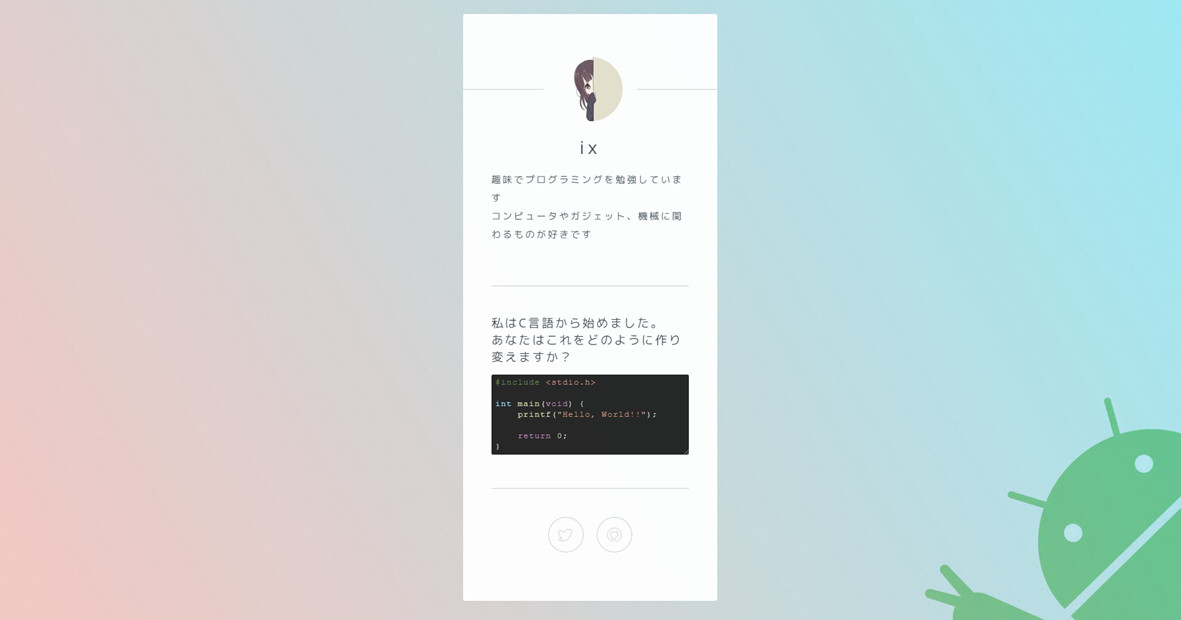 ix
趣味でプログラミングを勉強していま
す
コンピュータやガジェット、機械に関
わるものが好きです
私はC言語から始めました。
あなたはこれをどのように作り
変えますか？
#include <stdio.h>
int main(void) {
    printf("Hello, World!!");
    return 0;
}